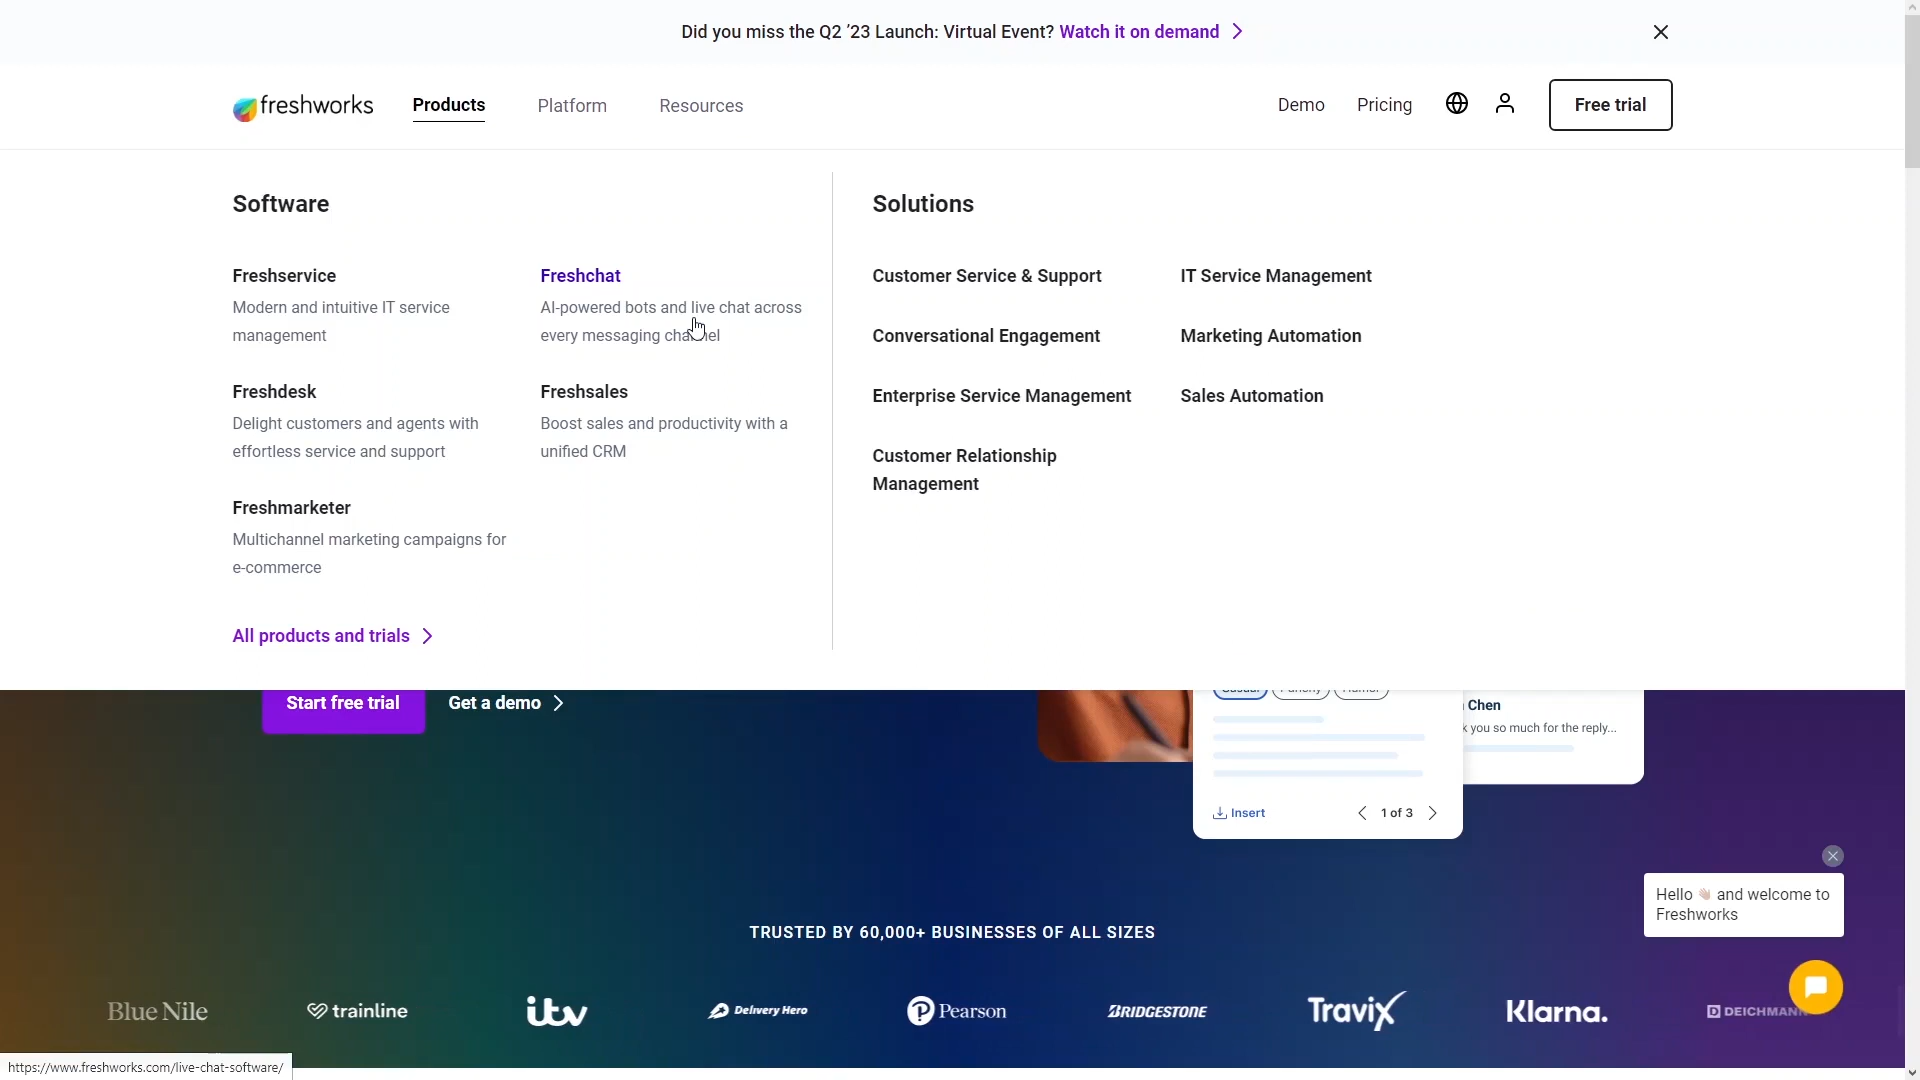 Did you miss the Q2 ’23 Launch: Virtual Event? Watch it on demand
freshworks
Products
Platform
Resources
Demo
Pricing
Free trial
Software
Solutions
Freshservice
Modern and intuitive IT service
management
Freshchat
AI-powered bots and live chat across
every messaging channel
Freshdesk
Delight customers and agents with
effortless service and support
Freshsales
Boost sales and productivity with a
unified CRM
Freshmarketer
Multichannel marketing campaigns for
e-commerce
All products and trials
Customer Service & Support
IT Service Management
Conversational Engagement
Marketing Automation
Enterprise Service Management
Sales Automation
Customer Relationship
Management
Start free trial
Get a demo
Chen
k you so much for the reply...
Insert
1 of 3
Hello 👋🏼 and welcome to
Freshworks
TRUSTED BY 60,000+ BUSINESSES OF ALL SIZES
Blue Nile
trainline
itv
Delivery Hero
Pearson
BRIDGESTONE
Travix
Klarna.
DEICHMANN
https://www.freshworks.com/live-chat-software/